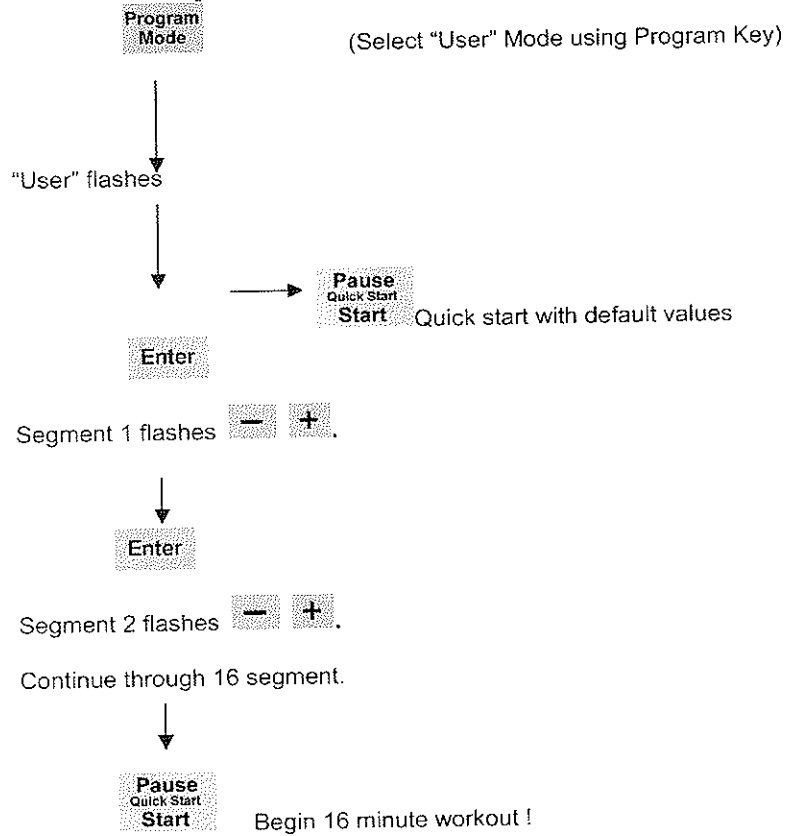 Program
Mode
(Select "User" Mode using Program Key)
"User" flashes
Pause
Quick Start
Start
Quick start with default values
Enter
Segment 1 flashes − +.
Enter
Segment 2 flashes − +.
Continue through 16 segment.
Pause
Quick Start
Start
Begin 16 minute workout !